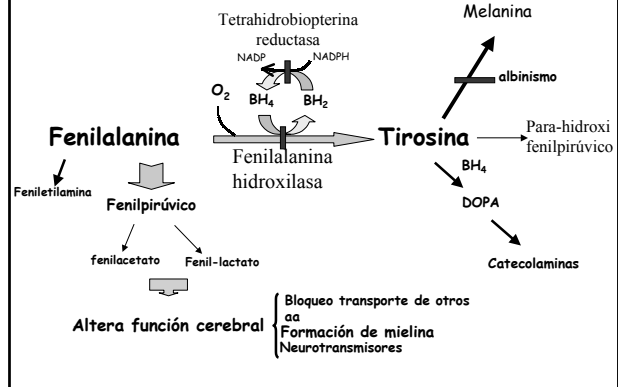 Melanina
Tetrahidrobiopterina
reductasa
NADP
NADPH
albinismo
O2
BH4
BH2
Fenilalanina
Tirosina
Para-hidroxi
fenilpirúvico
Fenilalanina
hidroxilasa
BH4
Feniletilamina
Fenilpirúvico
DOPA
fenilacetato
Fenil-lactato
Catecolaminas
Bloqueo transporte de otros
aa
Altera función cerebral
Formación de mielina
Neurotransmisores